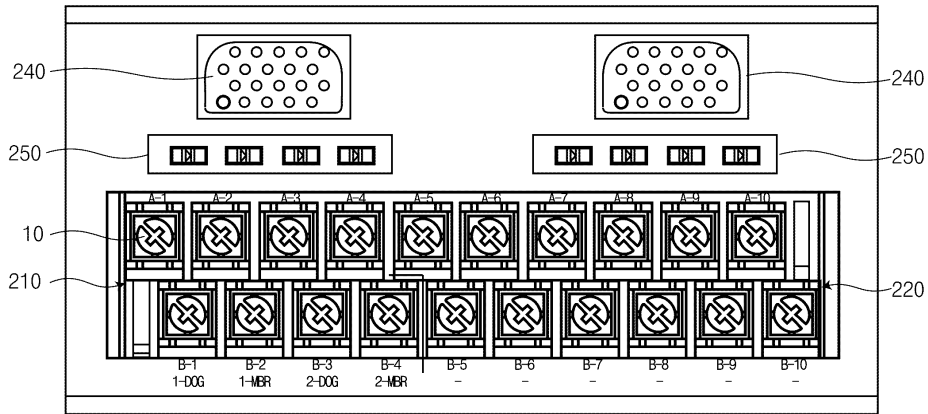 240
240
250
250
A-1 A-2 A-3 A-4 A-5 A-6 A-7 A-8 A-9 A-10
10
210
220
B-1 B-2 B-3 B-4 B-5 B-6 B-7 B-8 B-9 B-10
1-DOG 1-MBR 2-DOG 2-MBR - - - - - -